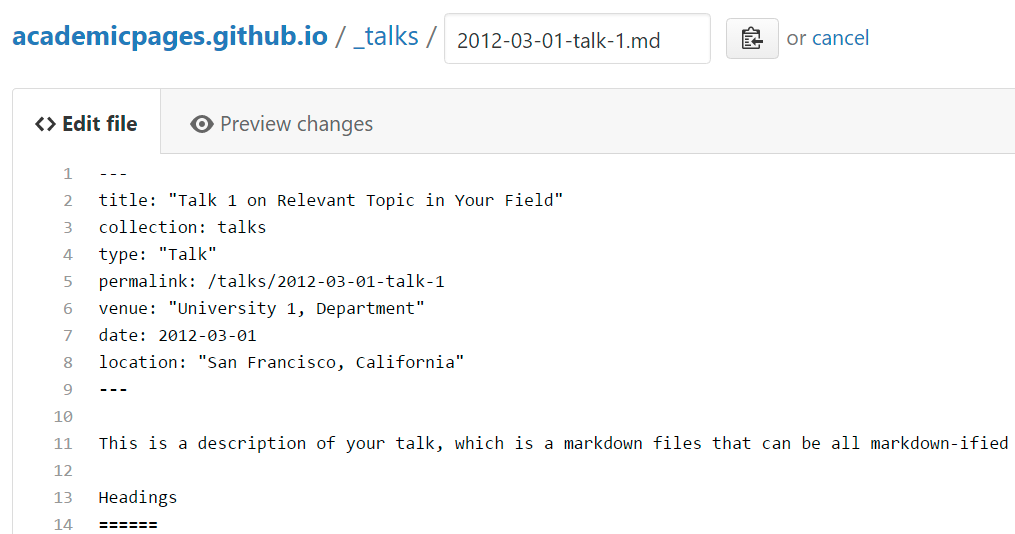 academicpages.github.io / _talks / 2012-03-01-talk-1.md or cancel
<> Edit file Preview changes
1 ---
2 title: "Talk 1 on Relevant Topic in Your Field"
3 collection: talks
4 type: "Talk"
5 permalink: /talks/2012-03-01-talk-1
6 venue: "University 1, Department"
7 date: 2012-03-01
8 location: "San Francisco, California"
9 ---
10
11 This is a description of your talk, which is a markdown files that can be all markdown-ified
12
13 Headings
14 ======